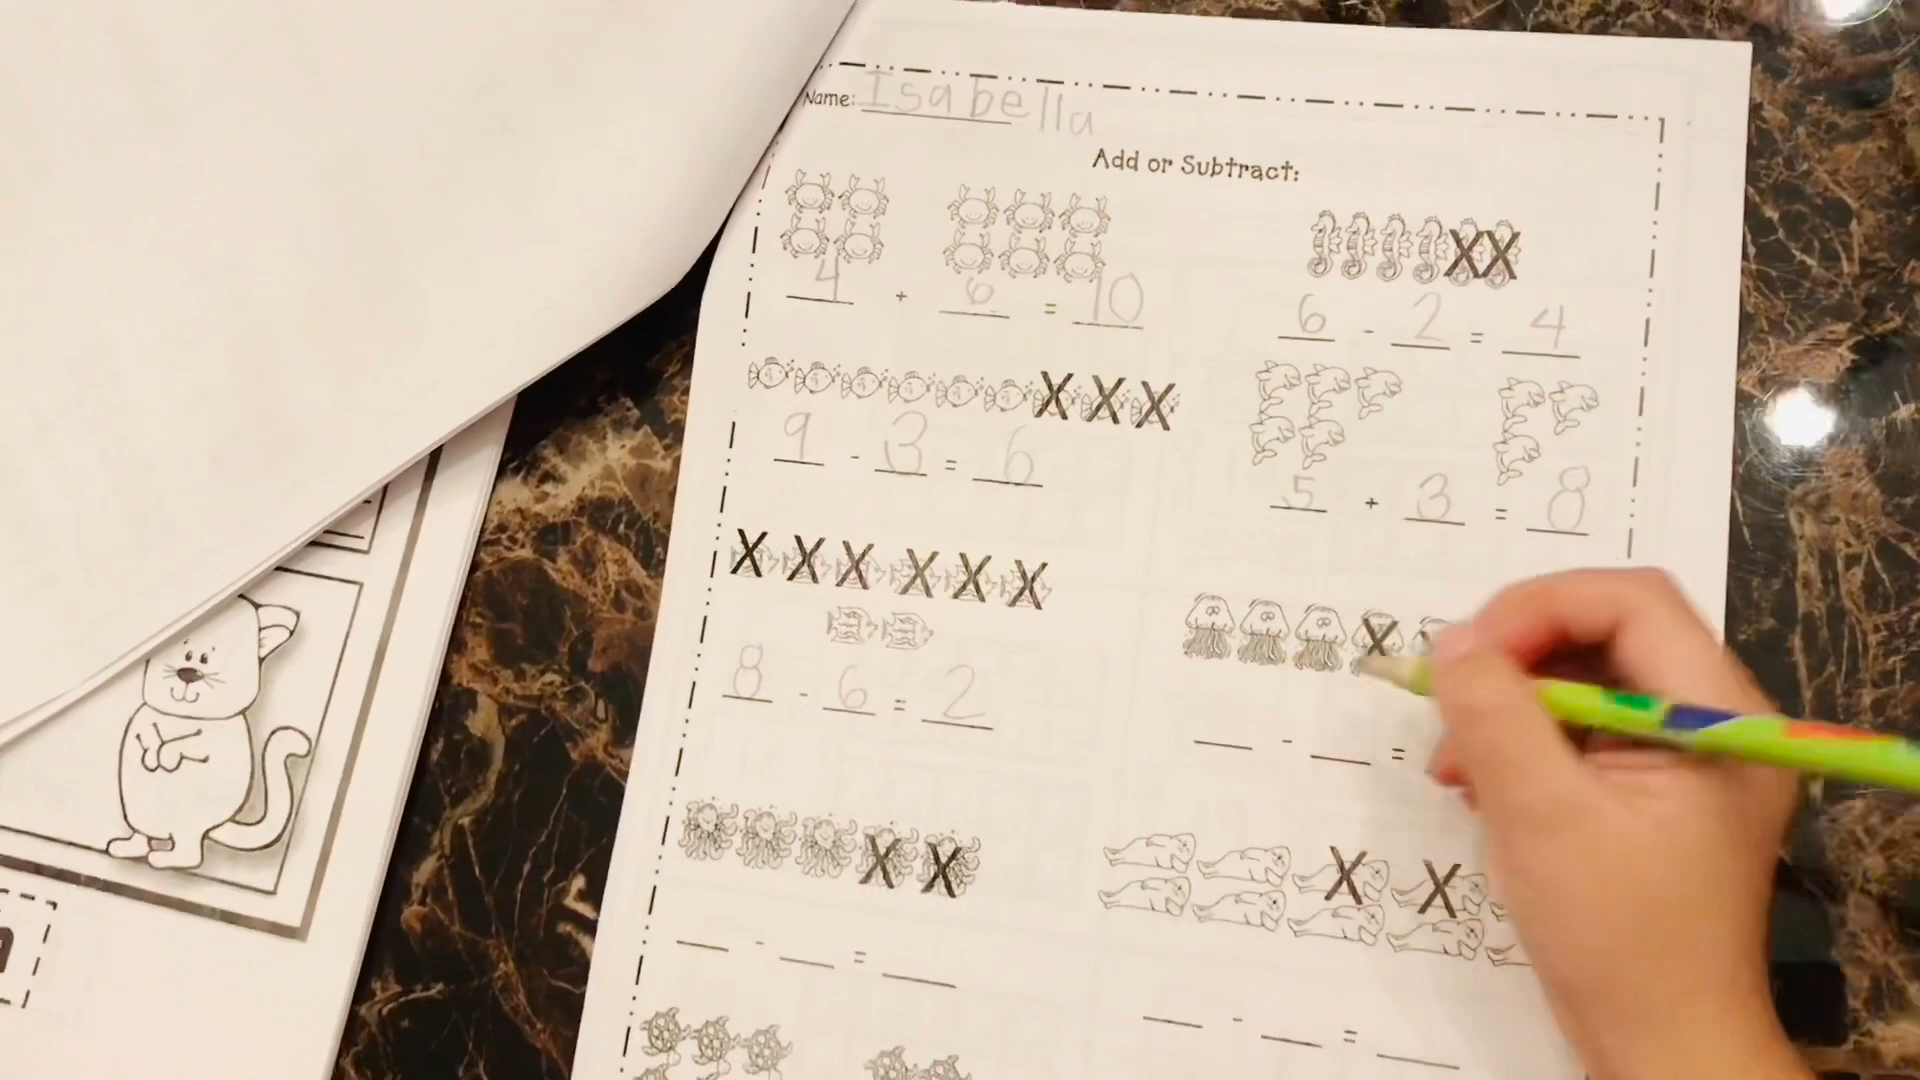 Name: Isabella
Add or Subtract:
4 + 6 = 10
6 - 2 = 4
9 - 3 = 6
5 + 3 = 8
8 - 6 = 2
- =
- =
- =